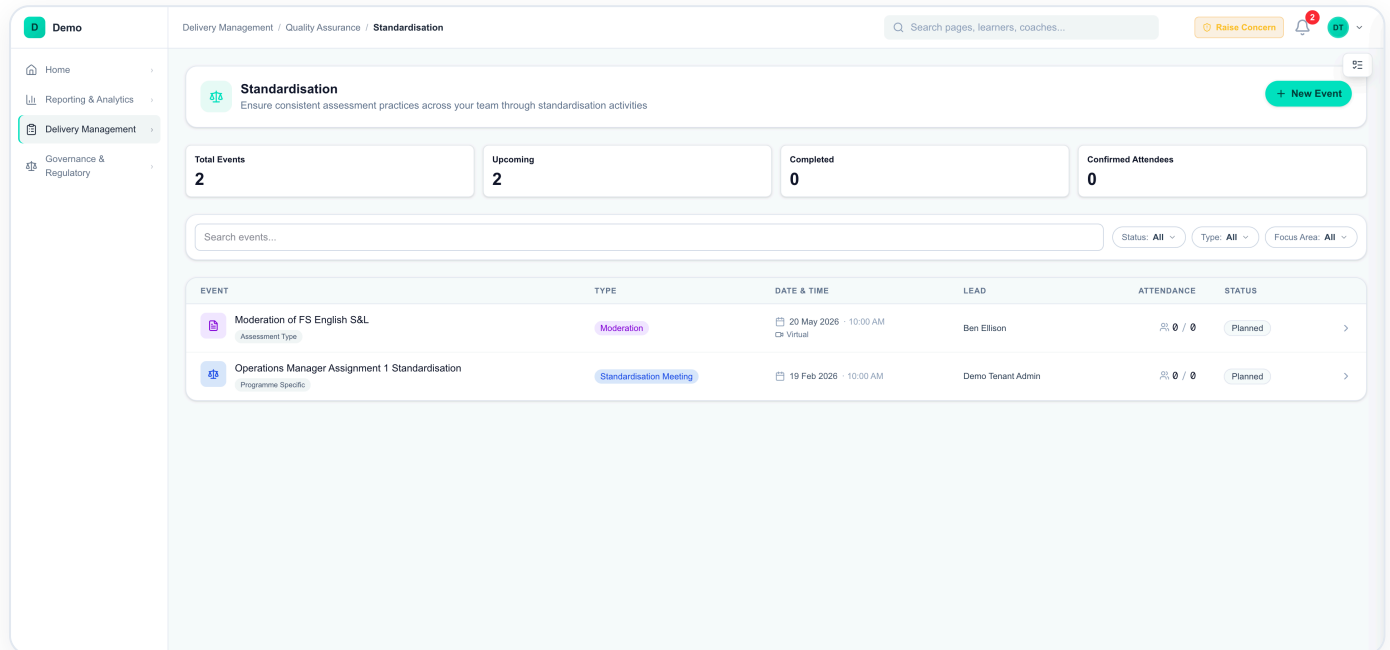 D Demo
Delivery Management / Quality Assurance / Standardisation
Search pages, learners, coaches...
Raise Concern
2
DT
Home
Reporting & Analytics
Delivery Management
Governance &
Regulatory
Standardisation
Ensure consistent assessment practices across your team through standardisation activities
+ New Event
Total Events
2
Upcoming
2
Completed
0
Confirmed Attendees
0
Search events...
Status: All
Type: All
Focus Area: All
EVENT TYPE DATE & TIME LEAD ATTENDANCE STATUS
Moderation of FS English S&L
Assessment Type
Moderation
20 May 2026 · 10:00 AM
Virtual
Ben Ellison
0 / 0
Planned
Operations Manager Assignment 1 Standardisation
Programme Specific
Standardisation Meeting
19 Feb 2026 · 10:00 AM
Demo Tenant Admin
0 / 0
Planned